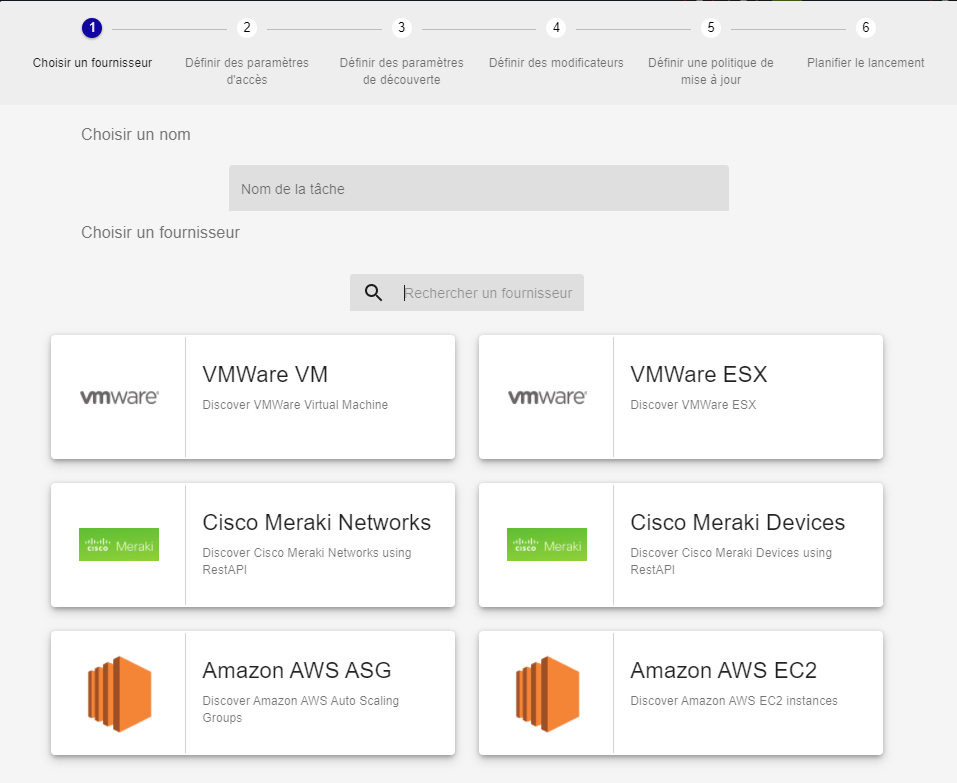 1
2
3
4
5
6
Choisir un fournisseur
Définir des paramètres
d'accès
Définir des paramètres
de découverte
Définir des modificateurs
Définir une politique de
mise à jour
Planifier le lancement
Choisir un nom
Nom de la tâche
Choisir un fournisseur
Rechercher un fournisseur
vmware
VMWare VM
Discover VMWare Virtual Machine
vmware
VMWare ESX
Discover VMWare ESX
cisco Meraki
Cisco Meraki Networks
Discover Cisco Meraki Networks using
RestAPI
cisco Meraki
Cisco Meraki Devices
Discover Cisco Meraki Devices using
RestAPI
Amazon AWS ASG
Discover Amazon AWS Auto Scaling
Groups
Amazon AWS EC2
Discover Amazon AWS EC2 instances